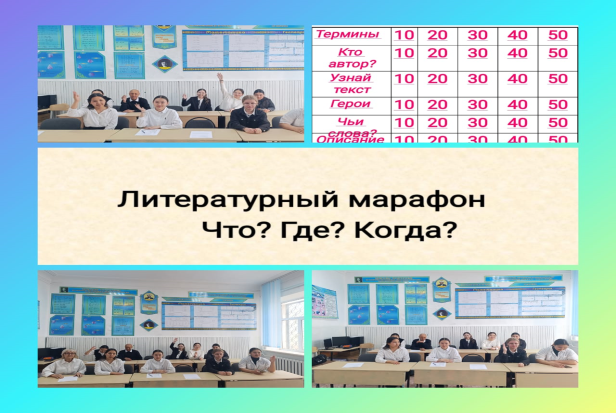 Термины 10 20 30 40 50
Кто автор? 10 20 30 40 50
Узнай текст 10 20 30 40 50
Герои 10 20 30 40 50
Чьи слова? 10 20 30 40 50
Описание 10 20 30 40 50
Литературный марафон
Что? Где? Когда?